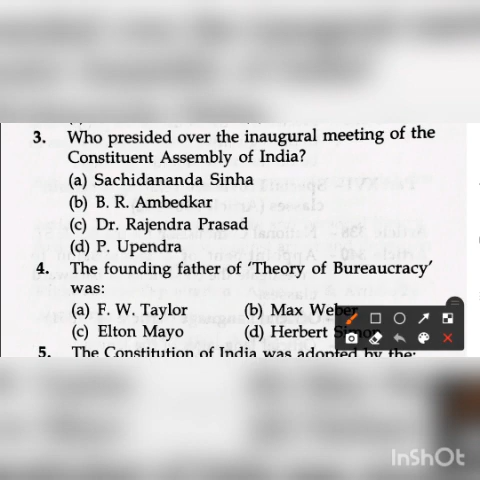 3. Who presided over the inaugural meeting of the
Constituent Assembly of India?
(a) Sachidananda Sinha
(b) B. R. Ambedkar
(c) Dr. Rajendra Prasad
(d) P. Upendra
4. The founding father of 'Theory of Bureaucracy'
was:
(a) F. W. Taylor (b) Max Weber
(c) Elton Mayo (d) Herbert Simon
5. The Constitution of India was adopted by the:
InShOt